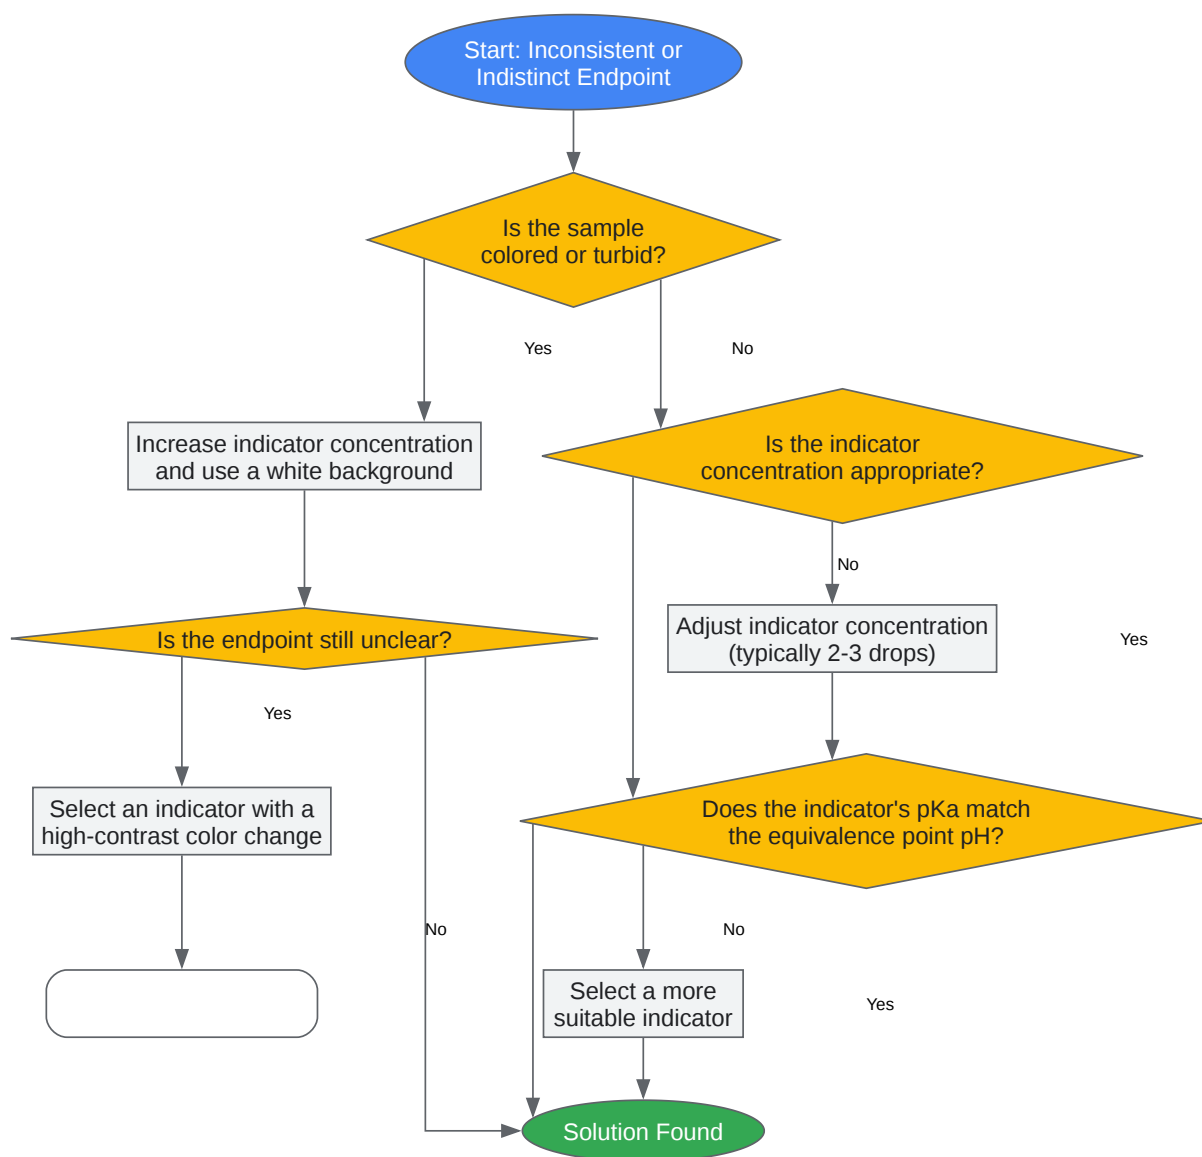 Start: Inconsistent or
Indistinct Endpoint
Is the sample
colored or turbid?
Yes
No
Increase indicator concentration
and use a white background
Is the indicator
concentration appropriate?
No
Is the endpoint still unclear?
Adjust indicator concentration
(typically 2-3 drops)
Yes
Yes
Select an indicator with a
high-contrast color change
Does the indicator's pKa match
the equivalence point pH?
No
No
Select a more
suitable indicator
Yes
Solution Found